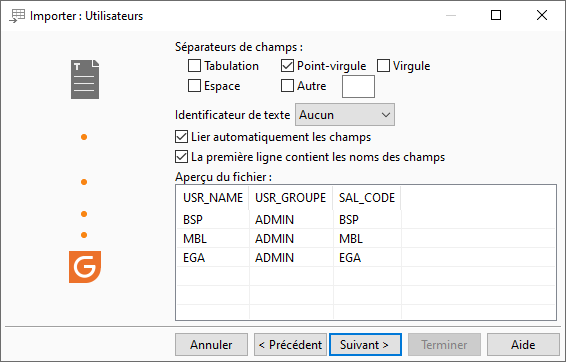 Importer : Utilisateurs
Séparateurs de champs :
Tabulation Point-virgule Virgule
Espace Autre
Identificateur de texte Aucun
Lier automatiquement les champs
La première ligne contient les noms des champs
Aperçu du fichier :
USR_NAME USR_GROUPE SAL_CODE
BSP ADMIN BSP
MBL ADMIN MBL
EGA ADMIN EGA
Annuler < Précédent Suivant > Terminer Aide